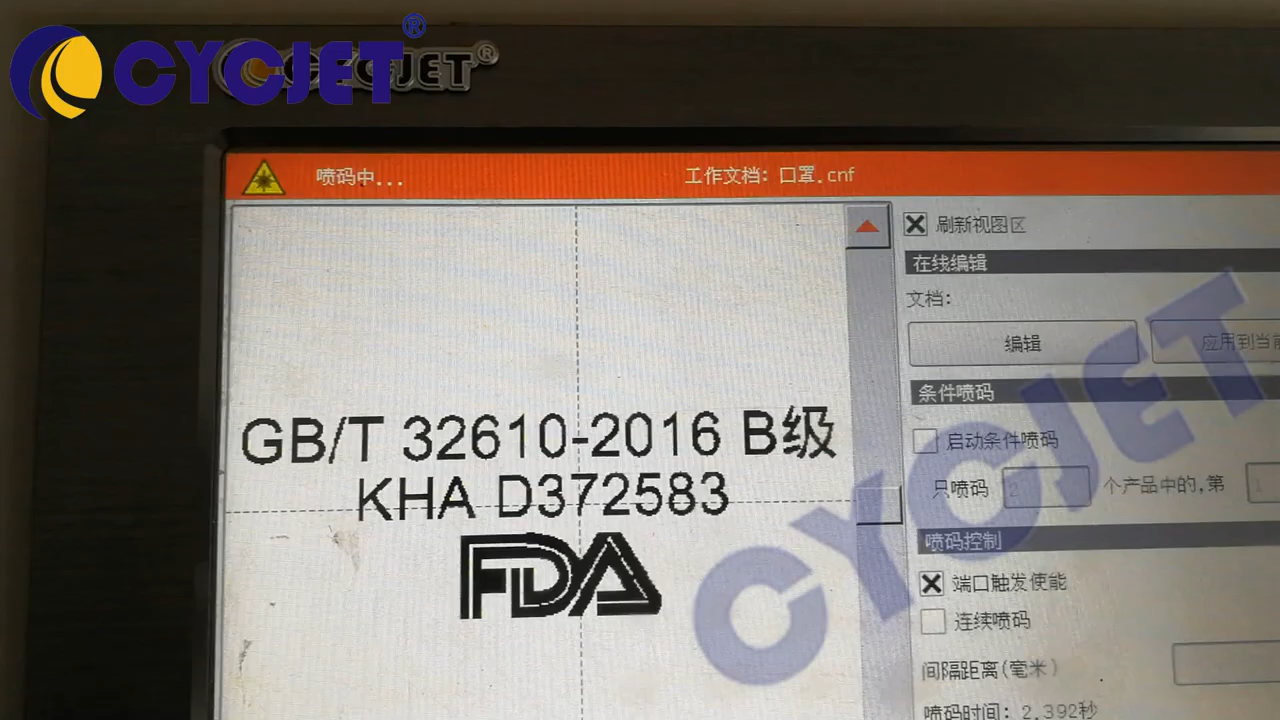 CYCJET®
CYCJET®
喷码中...
工作文档: 口罩.cnf
刷新视图区
在线编辑
文档:
编辑
应用到当前
条件喷码
启动条件喷码
只喷码 2 个产品中的,第 1
喷码控制
端口触发使能
连续喷码
间隔距离(毫米)
喷码时间: 2.392秒
GB/T 32610-2016 B级
KHA D372583
FDA
CYCJET